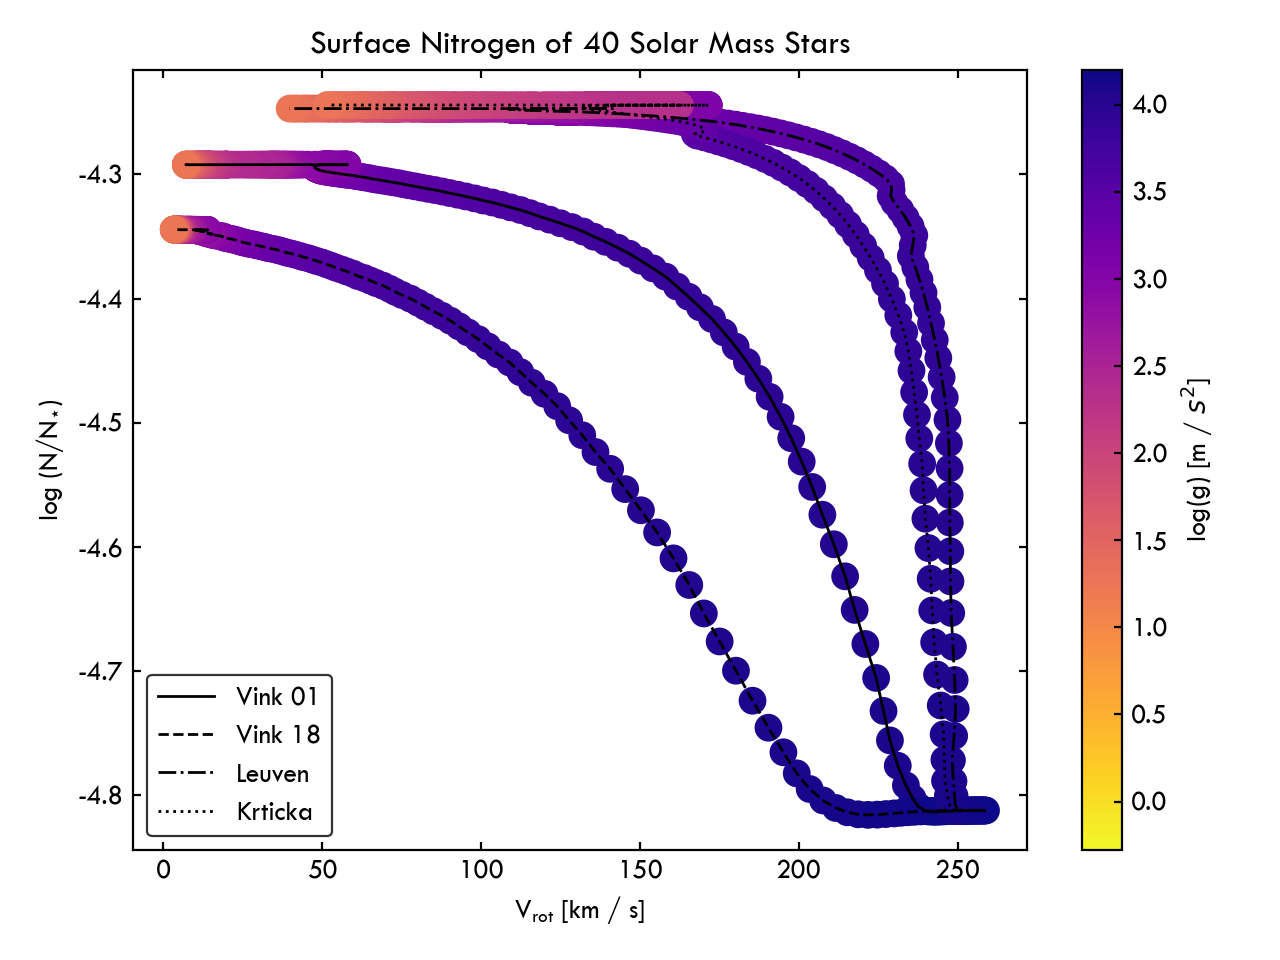 Surface Nitrogen of 40 Solar Mass Stars
log (N/N⋆)
-4.3
-4.4
-4.5
-4.6
-4.7
-4.8
Vink 01
Vink 18
Leuven
Krticka
0
50
100
150
200
250
V_rot [km / s]
4.0
3.5
3.0
2.5
2.0
1.5
1.0
0.5
0.0
log(g) [m / s²]